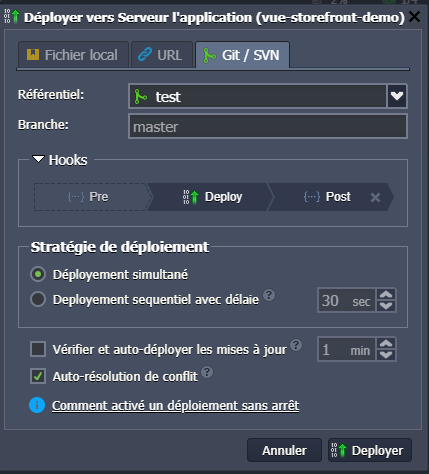 Déployer vers Serveur l'application (vue-storefront-demo)
Fichier local URL Git / SVN
Référentiel: test
Branche: master
Hooks
Pre Deploy Post
Stratégie de déploiement
Déployement simultané
Deployement sequentiel avec délaie ? 30 sec
Vérifier et auto-déployer les mises à jour ? 1 min
Auto-résolution de conflit ?
Comment activé un déploiement sans arrêt
Annuler Deployer